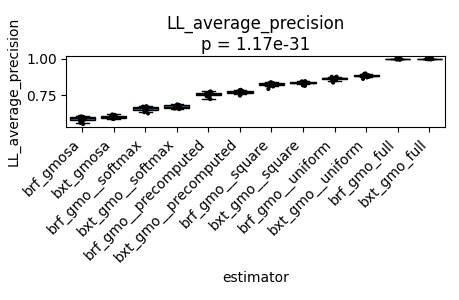 LL_average_precision
p = 1.17e-31
LL_average_precision
1.00
0.75
brf_gmosa
bxt_gmosa
brf_gmo__softmax
bxt_gmo__softmax
brf_gmo__precomputed
bxt_gmo__precomputed
brf_gmo__square
bxt_gmo__square
brf_gmo__uniform
bxt_gmo__uniform
brf_gmo_full
bxt_gmo_full
estimator